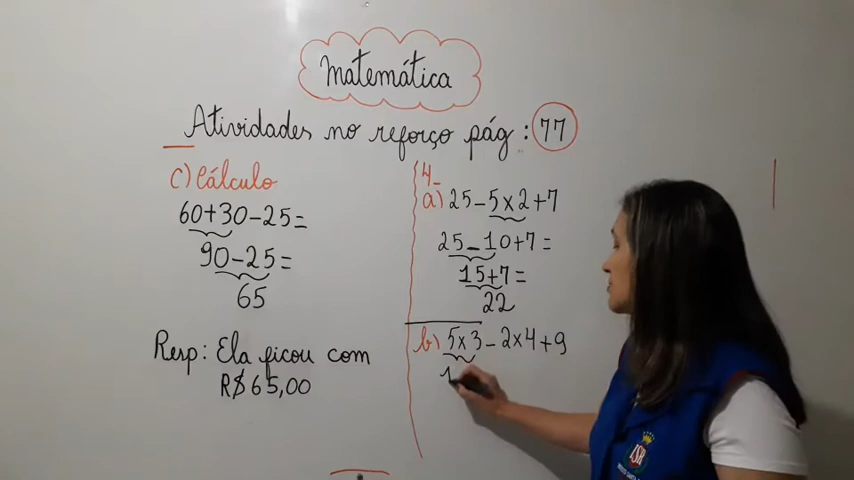 Matemática
Atividades no reforço pág: 77
c) Cálculo
60+30-25=
90-25=
65
Resp: Ela ficou com
R$65,00
4-
a) 25-5x2+7
25-10+7=
15+7=
22
b) 5x3-2x4+9
1